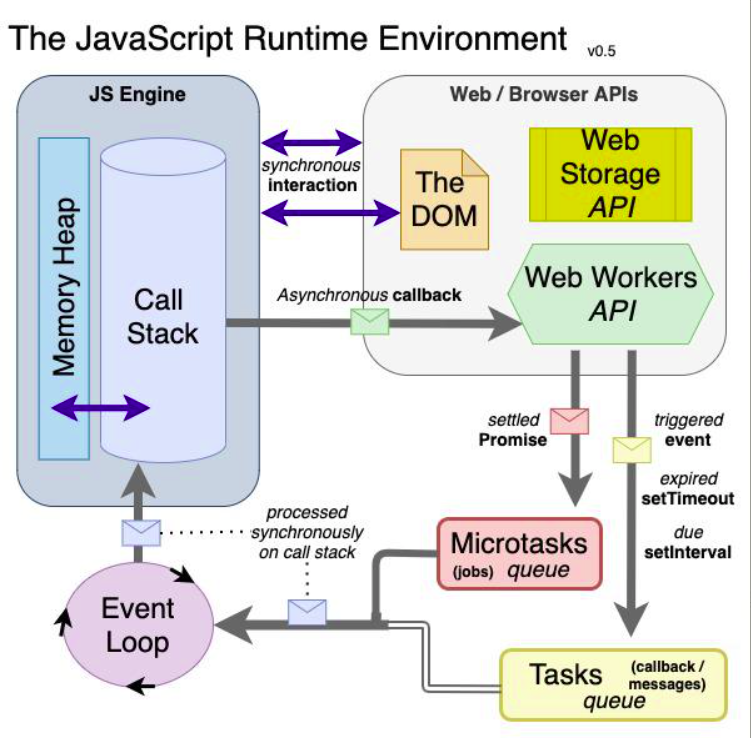 The JavaScript Runtime Environment v0.5
JS Engine
Memory Heap
Call
Stack
synchronous
interaction
Asynchronous callback
Web / Browser APIs
The
DOM
Web
Storage
API
Web Workers
API
settled
Promise
triggered
event
expired
setTimeout
due
setInterval
processed
synchronously
on call stack
Microtasks
(jobs) queue
Event
Loop
Tasks (callback /
messages)
queue